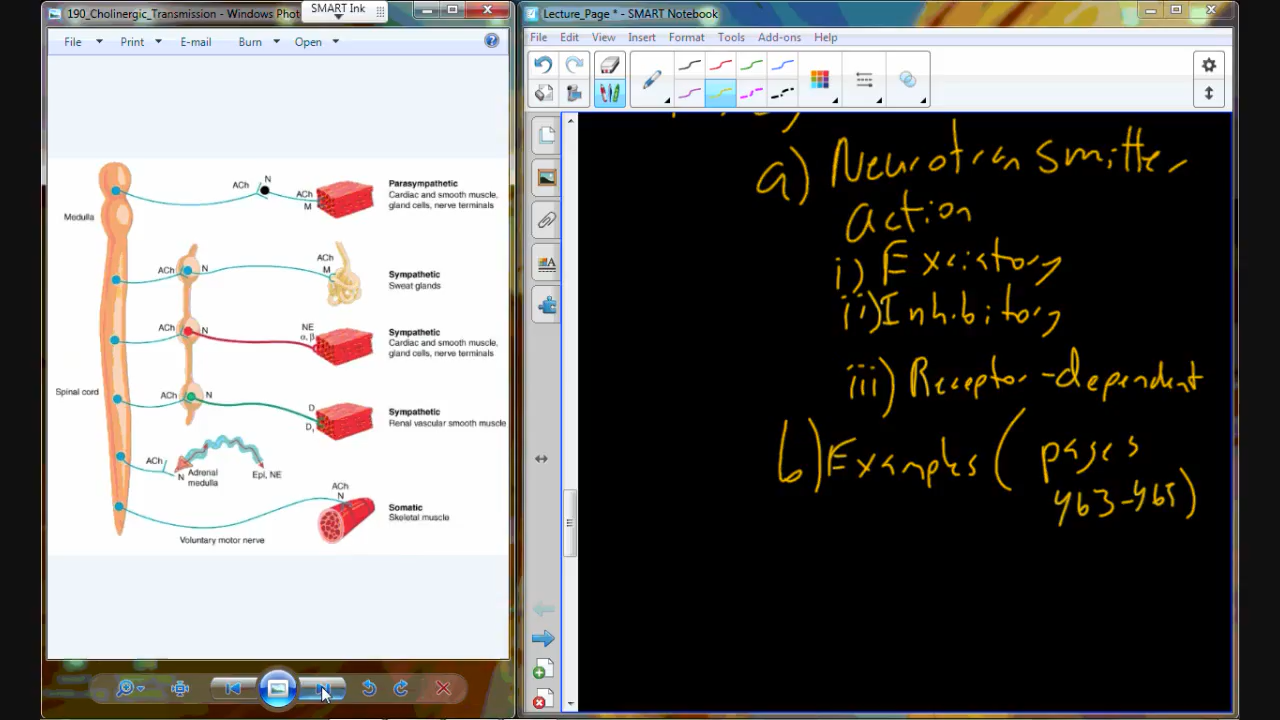 190_Cholinergic_Transmission - Windows Phot
SMART Ink
File Print E-mail Burn Open
Parasympathetic
Cardiac and smooth muscle,
gland cells, nerve terminals
ACh N ACh
M
Medulla
Sympathetic
Sweat glands
ACh N ACh
M
Sympathetic
Cardiac and smooth muscle,
gland cells, nerve terminals
ACh N NE
α, β
Spinal cord
Sympathetic
Renal vascular smooth muscle
ACh N D
D₁
ACh
N Adrenal
medulla
Epi, NE
ACh
N
Somatic
Skeletal muscle
Voluntary motor nerve
Lecture_Page * - SMART Notebook
File Edit View Insert Format Tools Add-ons Help
a) Neurotransmitter
action
i) Excistory
ii) Inhibitory
iii) Receptor-dependent
b) Examples (pages
463-465)